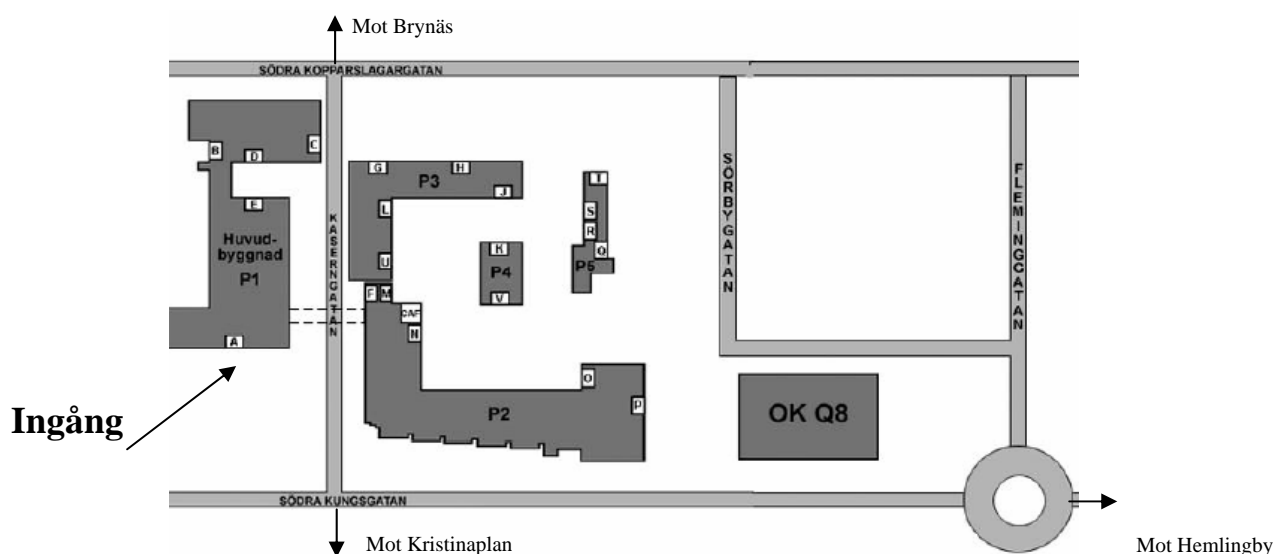 Mot Brynäs
SÖDRA KOPPARSLAGARGATAN
B
D
C
E
Huvud-
byggnad
P1
A
KASERNGATAN
G
H
P3
J
L
U
F
M
CAF
N
K
P4
V
T
S
R
Q
P5
O
P
P2
SÖRBYGATAN
FLEMINGGATAN
OK Q8
Ingång
SÖDRA KUNGSGATAN
Mot Kristinaplan
Mot Hemlingby